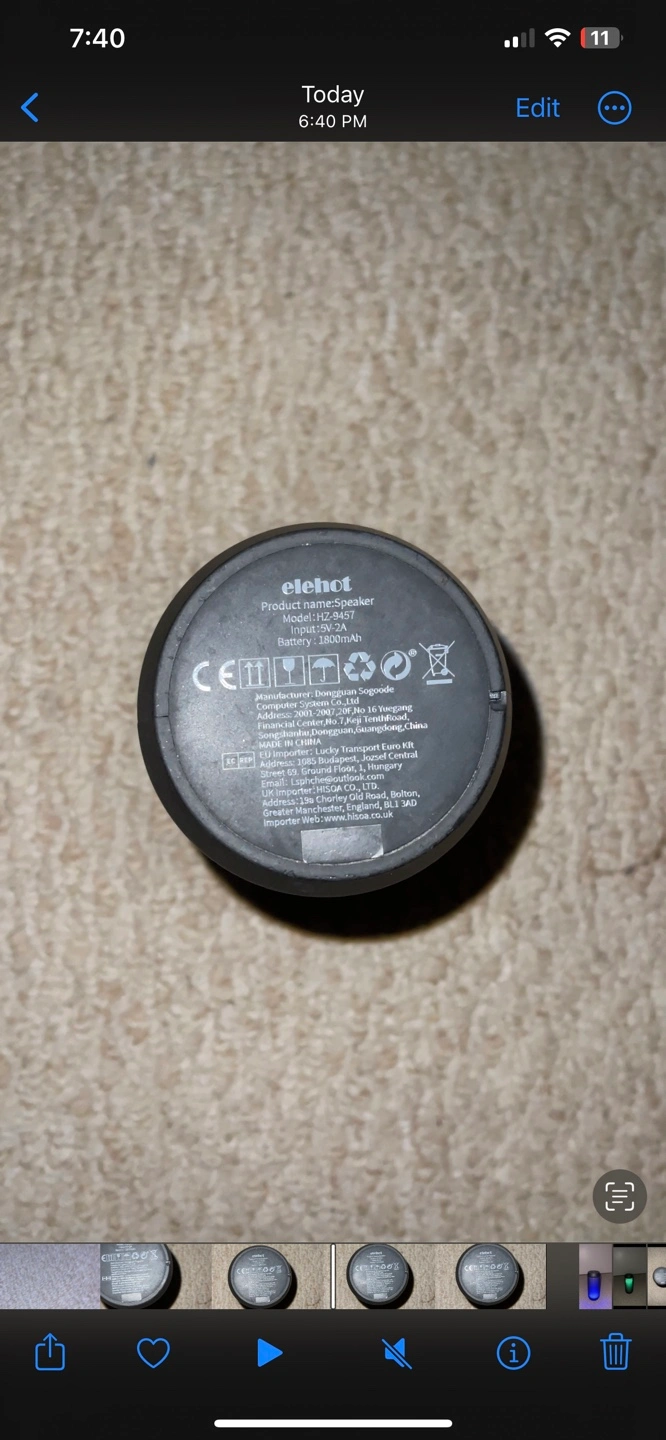 7:40
11
Today
6:40 PM
Edit
elehot
Product name:Speaker
Model:HZ-9457
Input:5V-2A
Battery : 1800mAh
CE
Manufacturer: Dongguan Sogoode
Computer System Co.,Ltd
Address: 2001-2007,20F,No 16 Yuegang
Financial Center,No.7,Keji TenthRoad,
Songshanhu,Dongguan,Guangdong,China
MADE IN CHINA
EC REP
EU Importer: Lucky Transport Euro Kft
Address: 1085 Budapest, Jozsel Central
Street 69. Ground Floor, 1, Hungary
Email: Lsphche@outlook.com
UK Importer:HISOA CO., LTD.
Address:19a Chorley Old Road, Bolton,
Greater Manchester, England, BL1 3AD
Importer Web:www.hisoa.co.uk